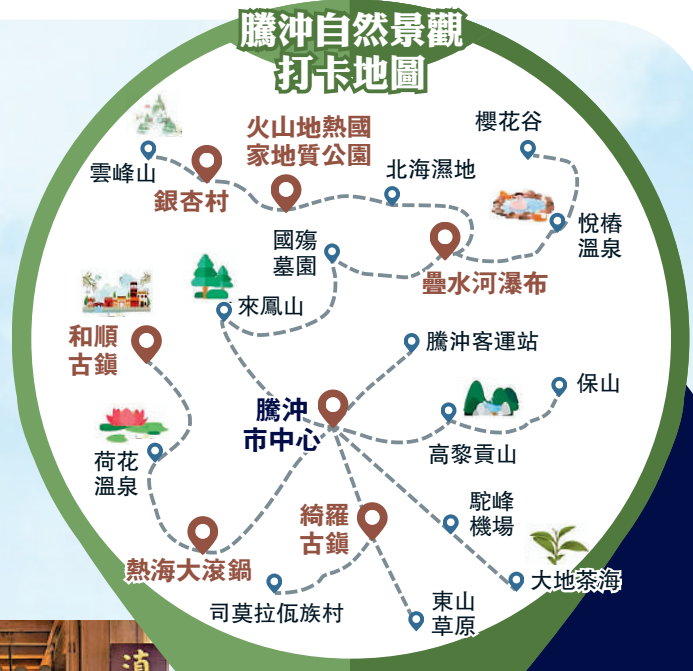 騰沖自然景觀
打卡地圖
櫻花谷
火山地熱國
家地質公園
北海濕地
雲峰山
銀杏村
悅椿
溫泉
國殤
墓園
疊水河瀑布
來鳳山
和順
古鎮
騰沖客運站
保山
騰沖
市中心
高黎貢山
荷花
溫泉
駝峰
機場
綺羅
古鎮
熱海大滾鍋
大地茶海
司莫拉佤族村
東山
草原
滇